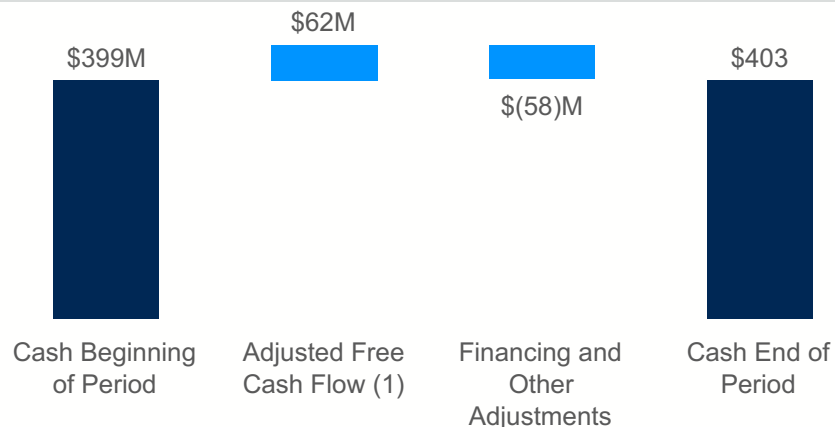 $62M
$399M
$403
$(58)M
Cash Beginning
of Period
Adjusted Free
Cash Flow (1)
Financing and
Other
Adjustments
Cash End of
Period